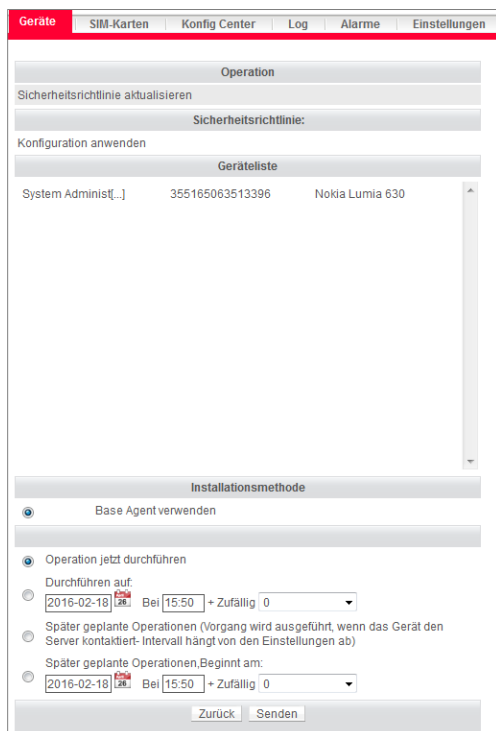 Geräte SIM-Karten Konfig Center Log Alarme Einstellungen
Operation
Sicherheitsrichtlinie aktualisieren
Sicherheitsrichtlinie:
Konfiguration anwenden
Geräteliste
System Administ[...] 355165063513396 Nokia Lumia 630
Installationsmethode
Base Agent verwenden
Operation jetzt durchführen
Durchführen auf:
2016-02-18 26 Bei 15:50 + Zufällig 0
Später geplante Operationen (Vorgang wird ausgeführt, wenn das Gerät den
Server kontaktiert- Intervall hängt von den Einstellungen ab)
Später geplante Operationen,Beginnt am:
2016-02-18 26 Bei 15:50 + Zufällig 0
Zurück Senden